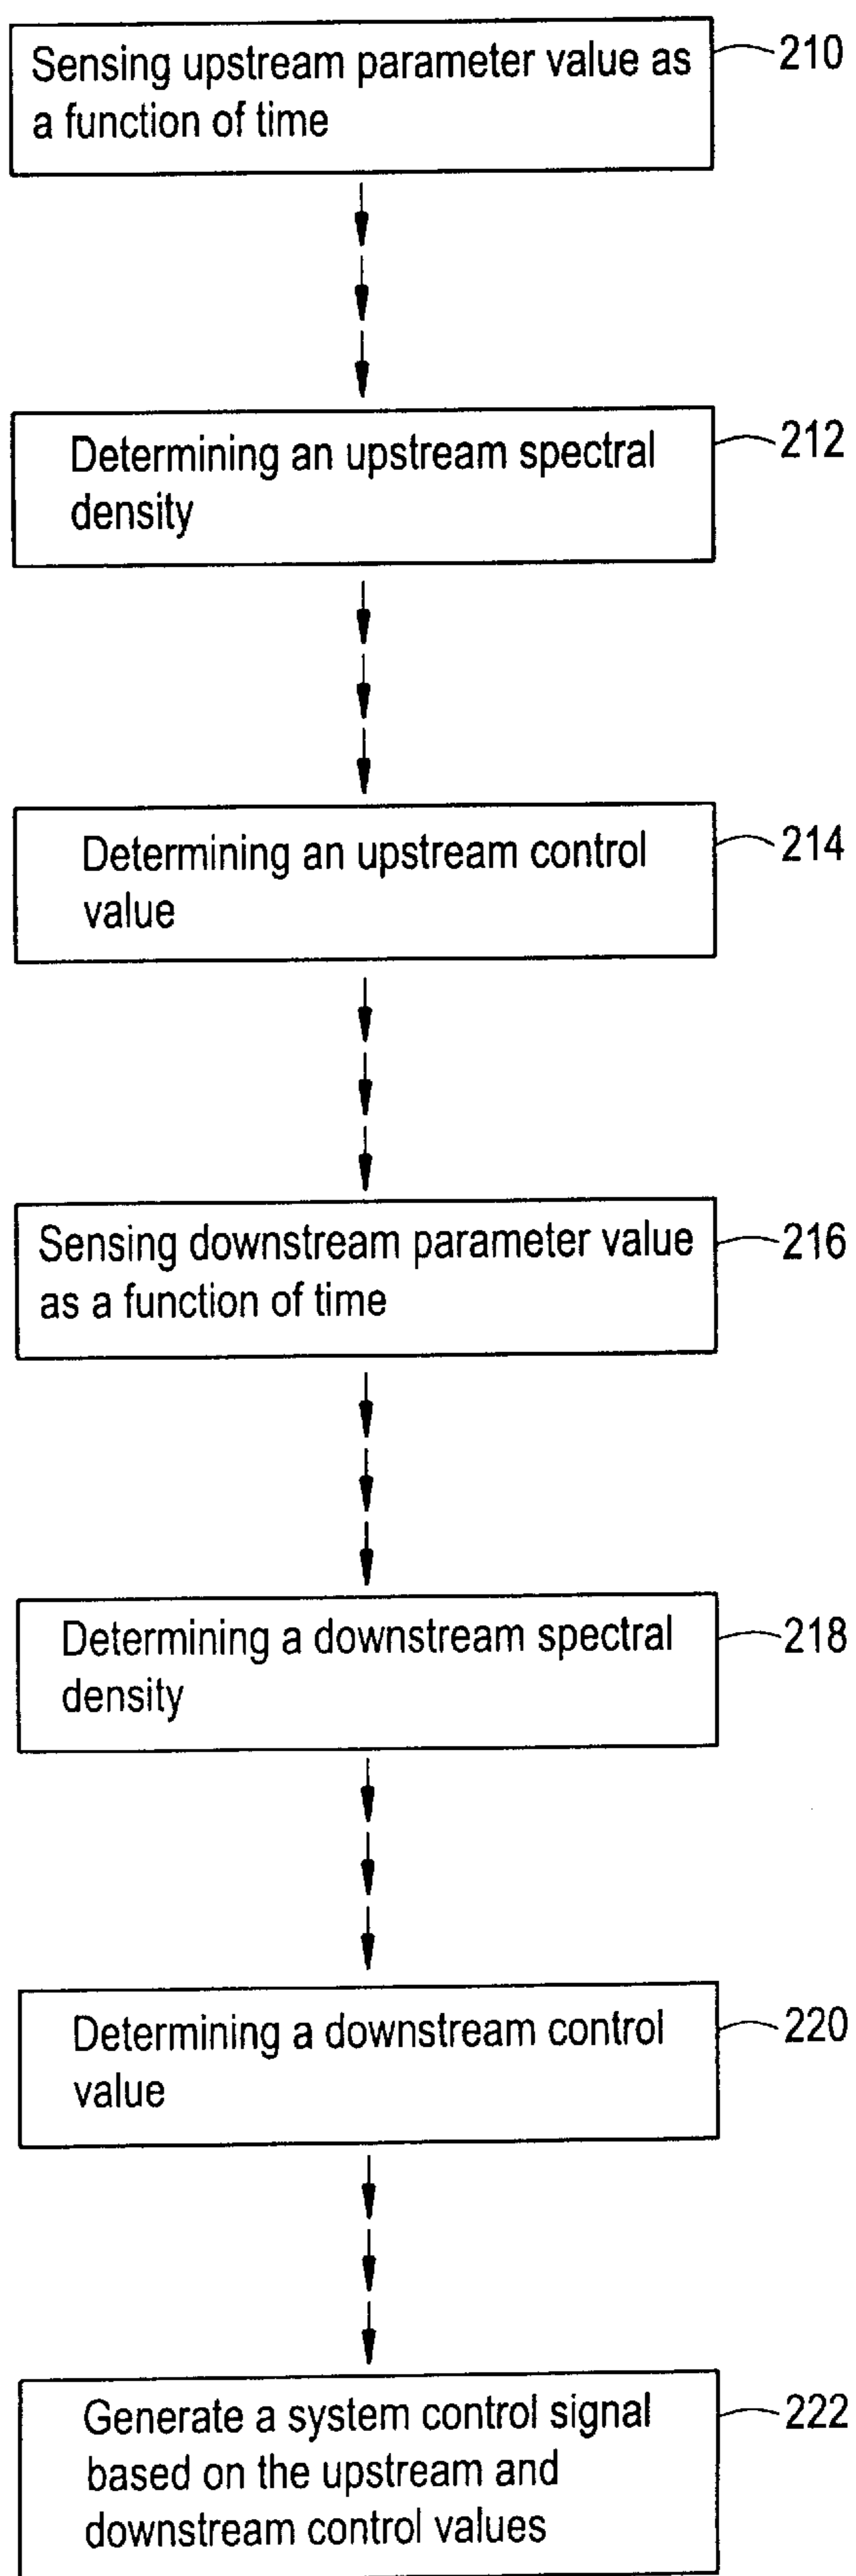 Sensing upstream parameter value as
a function of time
210
Determining an upstream spectral
density
212
Determining an upstream control
value
214
Sensing downstream parameter value
as a function of time
216
Determining a downstream spectral
density
218
Determining a downstream control
value
220
Generate a system control signal
based on the upstream and
downstream control values
222